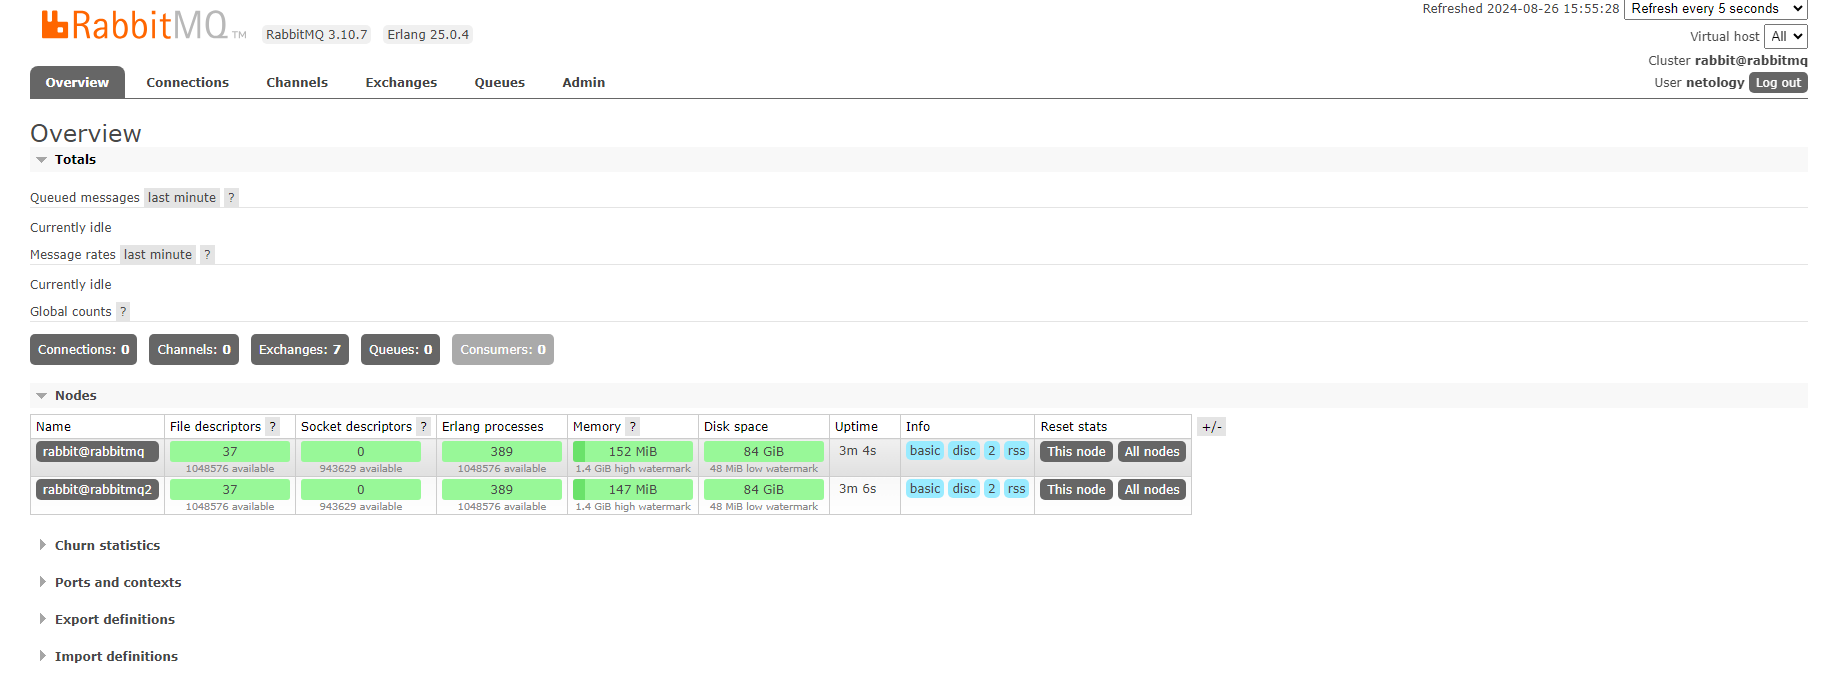 Refreshed 2024-08-26 15:55:28 Refresh every 5 seconds
RabbitMQ TM RabbitMQ 3.10.7 Erlang 25.0.4
Virtual host All
Cluster rabbit@rabbitmq
User netology Log out
Overview Connections Channels Exchanges Queues Admin
Overview
Totals
Queued messages last minute ?
Currently idle
Message rates last minute ?
Currently idle
Global counts ?
Connections: 0 Channels: 0 Exchanges: 7 Queues: 0 Consumers: 0
Nodes
Name File descriptors ? Socket descriptors ? Erlang processes Memory ? Disk space Uptime Info Reset stats +/-
rabbit@rabbitmq 37 0 389 152 MiB 84 GiB 3m 4s basic disc 2 rss This node All nodes
1048576 available 943629 available 1048576 available 1.4 GiB high watermark 48 MiB low watermark
rabbit@rabbitmq2 37 0 389 147 MiB 84 GiB 3m 6s basic disc 2 rss This node All nodes
1048576 available 943629 available 1048576 available 1.4 GiB high watermark 48 MiB low watermark
Churn statistics
Ports and contexts
Export definitions
Import definitions